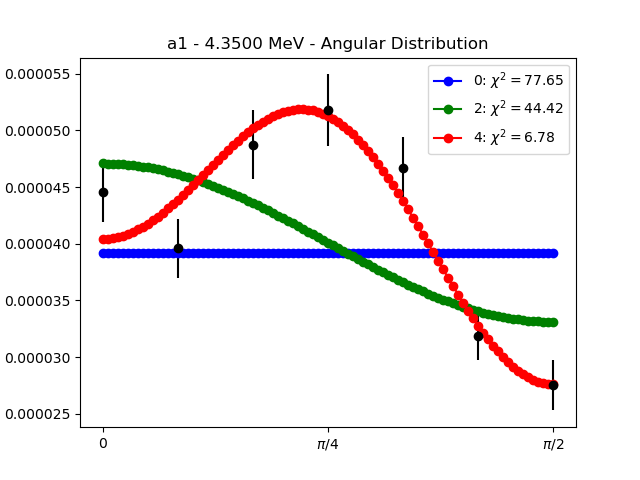 a1 - 4.3500 MeV - Angular Distribution
0.000055
0.000050
0.000045
0.000040
0.000035
0.000030
0.000025
0
π/4
π/2
0: χ² = 77.65
2: χ² = 44.42
4: χ² = 6.78